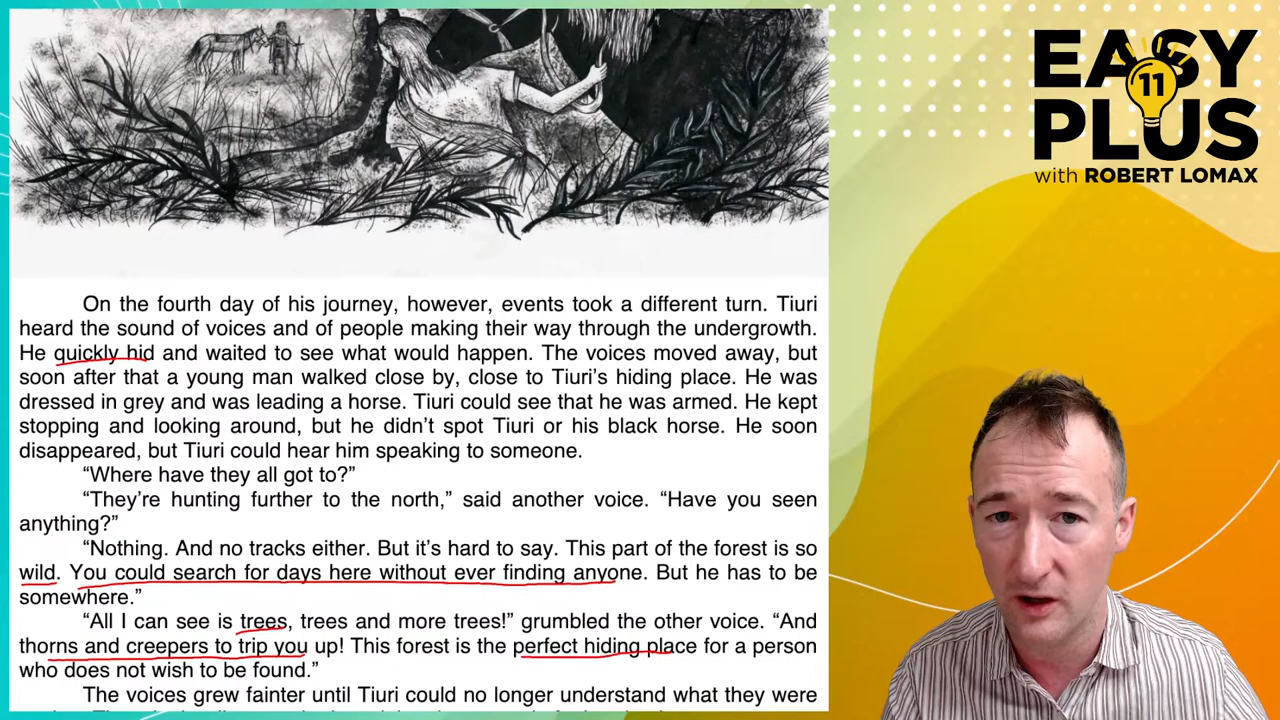 EASY
11
PLUS
with ROBERT LOMAX
On the fourth day of his journey, however, events took a different turn. Tiuri
heard the sound of voices and of people making their way through the undergrowth.
He quickly hid and waited to see what would happen. The voices moved away, but
soon after that a young man walked close by, close to Tiuri’s hiding place. He was
dressed in grey and was leading a horse. Tiuri could see that he was armed. He kept
stopping and looking around, but he didn’t spot Tiuri or his black horse. He soon
disappeared, but Tiuri could hear him speaking to someone.
“Where have they all got to?”
“They’re hunting further to the north,” said another voice. “Have you seen
anything?”
“Nothing. And no tracks either. But it’s hard to say. This part of the forest is so
wild. You could search for days here without ever finding anyone. But he has to be
somewhere.”
“All I can see is trees, trees and more trees!” grumbled the other voice. “And
thorns and creepers to trip you up! This forest is the perfect hiding place for a person
who does not wish to be found.”
The voices grew fainter until Tiuri could no longer understand what they were